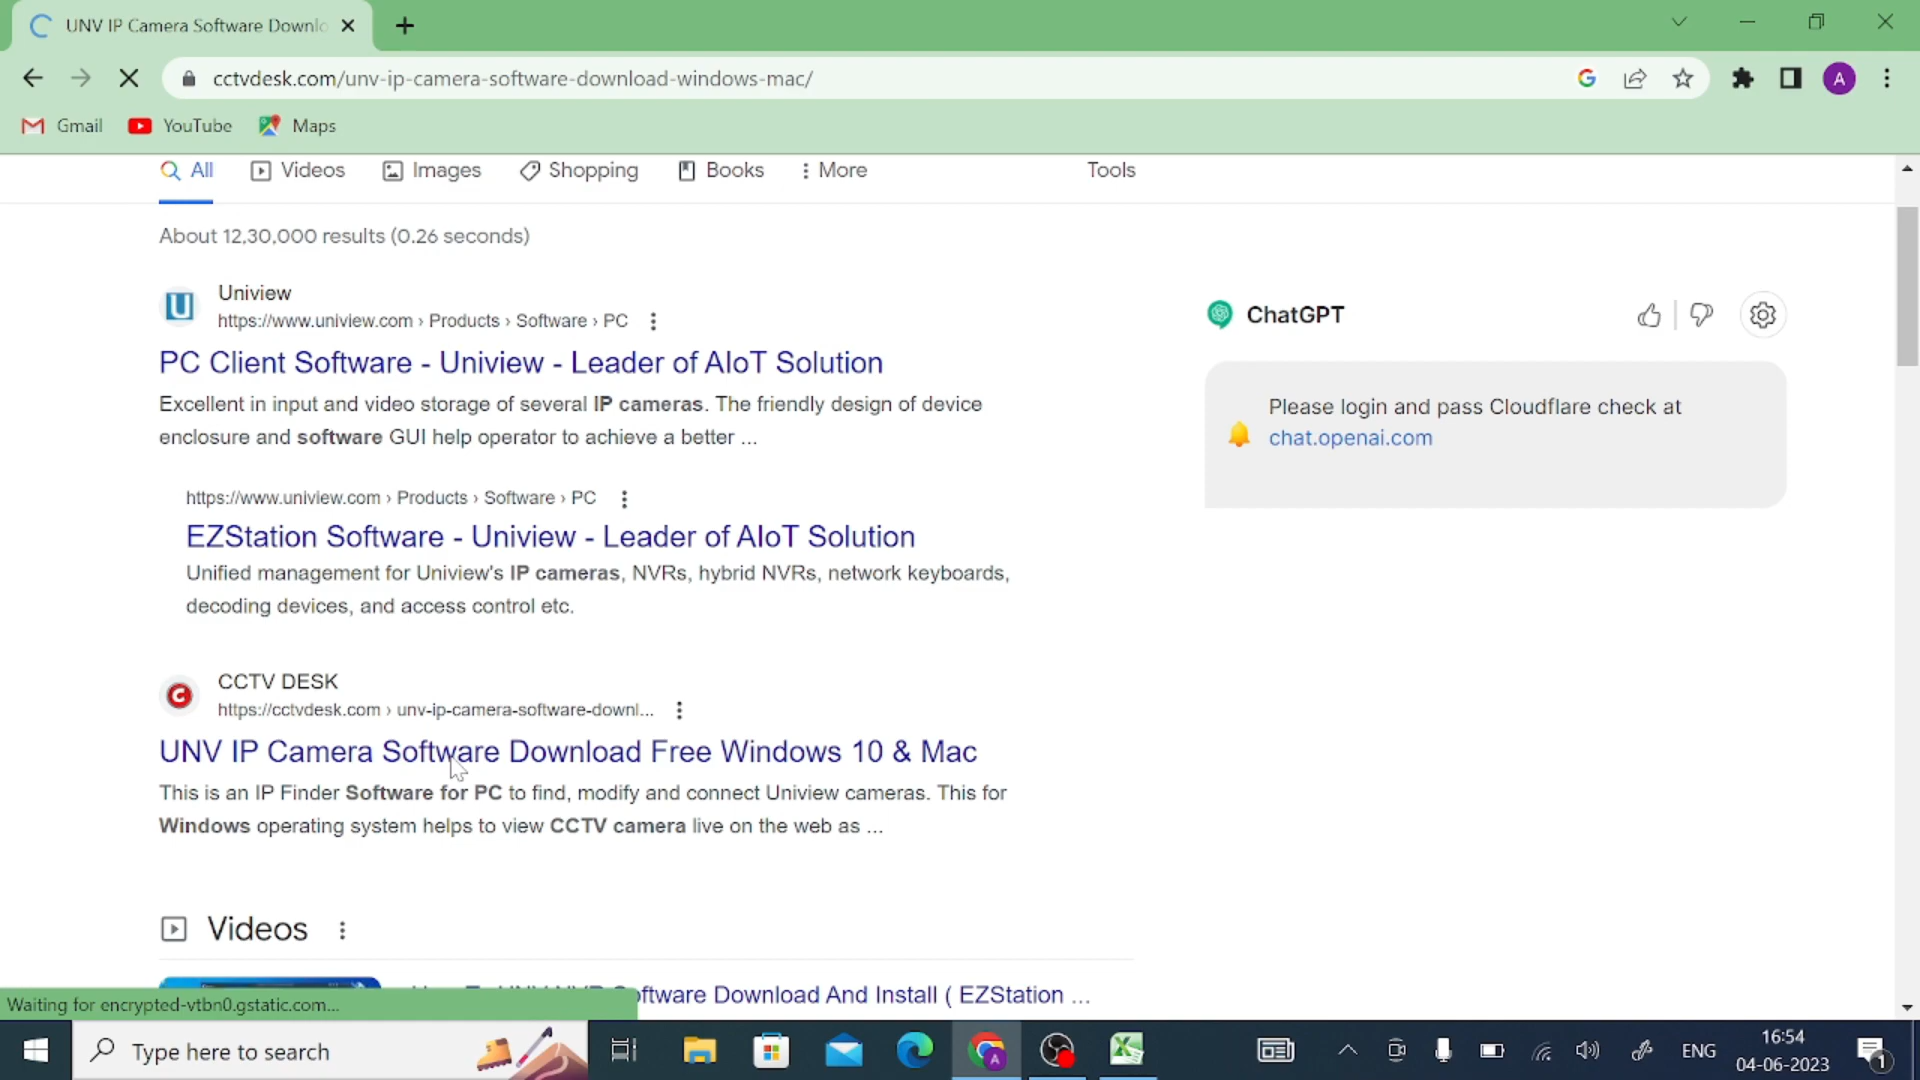 UNV IP Camera Software Downlo
cctvdesk.com/unv-ip-camera-software-download-windows-mac/
A
Gmail
YouTube
Maps
All
Videos
Images
Shopping
Books
More
Tools
About 12,30,000 results (0.26 seconds)
Uniview
https://www.uniview.com › Products › Software › PC
PC Client Software - Uniview - Leader of AIoT Solution
Excellent in input and video storage of several IP cameras. The friendly design of device
enclosure and software GUI help operator to achieve a better ...
https://www.uniview.com › Products › Software › PC
EZStation Software - Uniview - Leader of AIoT Solution
Unified management for Uniview's IP cameras, NVRs, hybrid NVRs, network keyboards,
decoding devices, and access control etc.
CCTV DESK
https://cctvdesk.com › unv-ip-camera-software-downl...
UNV IP Camera Software Download Free Windows 10 & Mac
This is an IP Finder Software for PC to find, modify and connect Uniview cameras. This for
Windows operating system helps to view CCTV camera live on the web as ...
Videos
Software Download And Install ( EZStation ...
ChatGPT
Please login and pass Cloudflare check at
chat.openai.com
Waiting for encrypted-vtbn0.gstatic.com...
Type here to search
ENG
16:54
04-06-2023
1